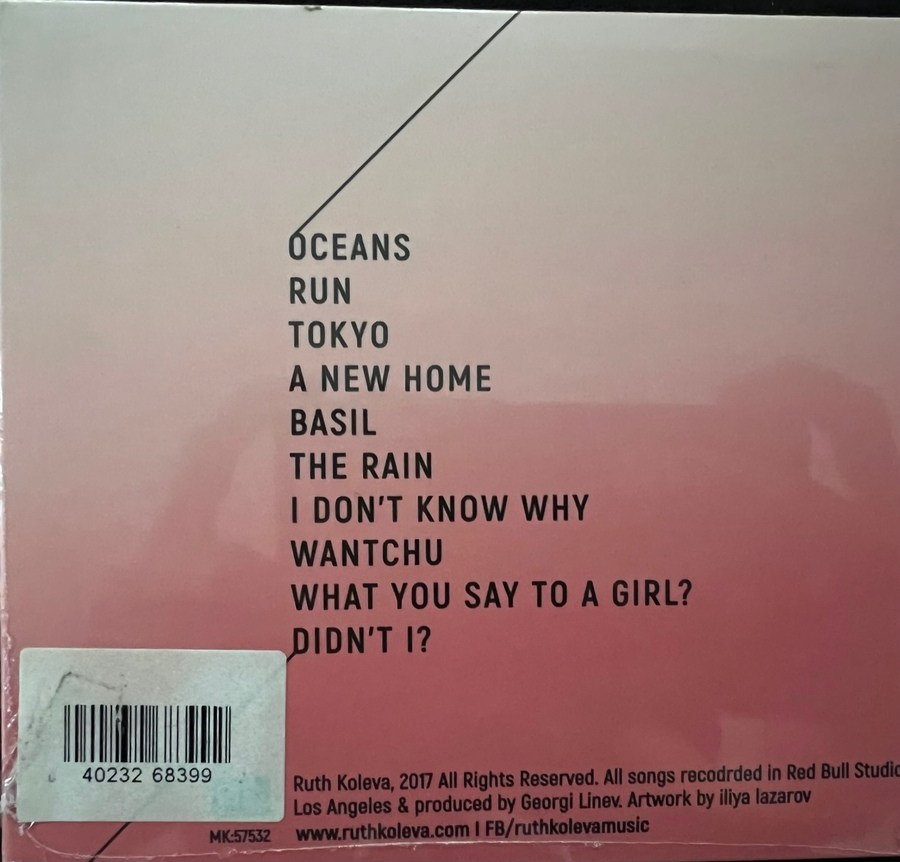 OCEANS
RUN
TOKYO
A NEW HOME
BASIL
THE RAIN
I DON'T KNOW WHY
WANTCHU
WHAT YOU SAY TO A GIRL?
DIDN'T I?
40232 68399
Ruth Koleva, 2017 All Rights Reserved. All songs recodrded in Red Bull Studio
Los Angeles & produced by Georgi Linev. Artwork by iliya lazarov
MK:57532 www.ruthkoleva.com I FB/ruthkolevamusic